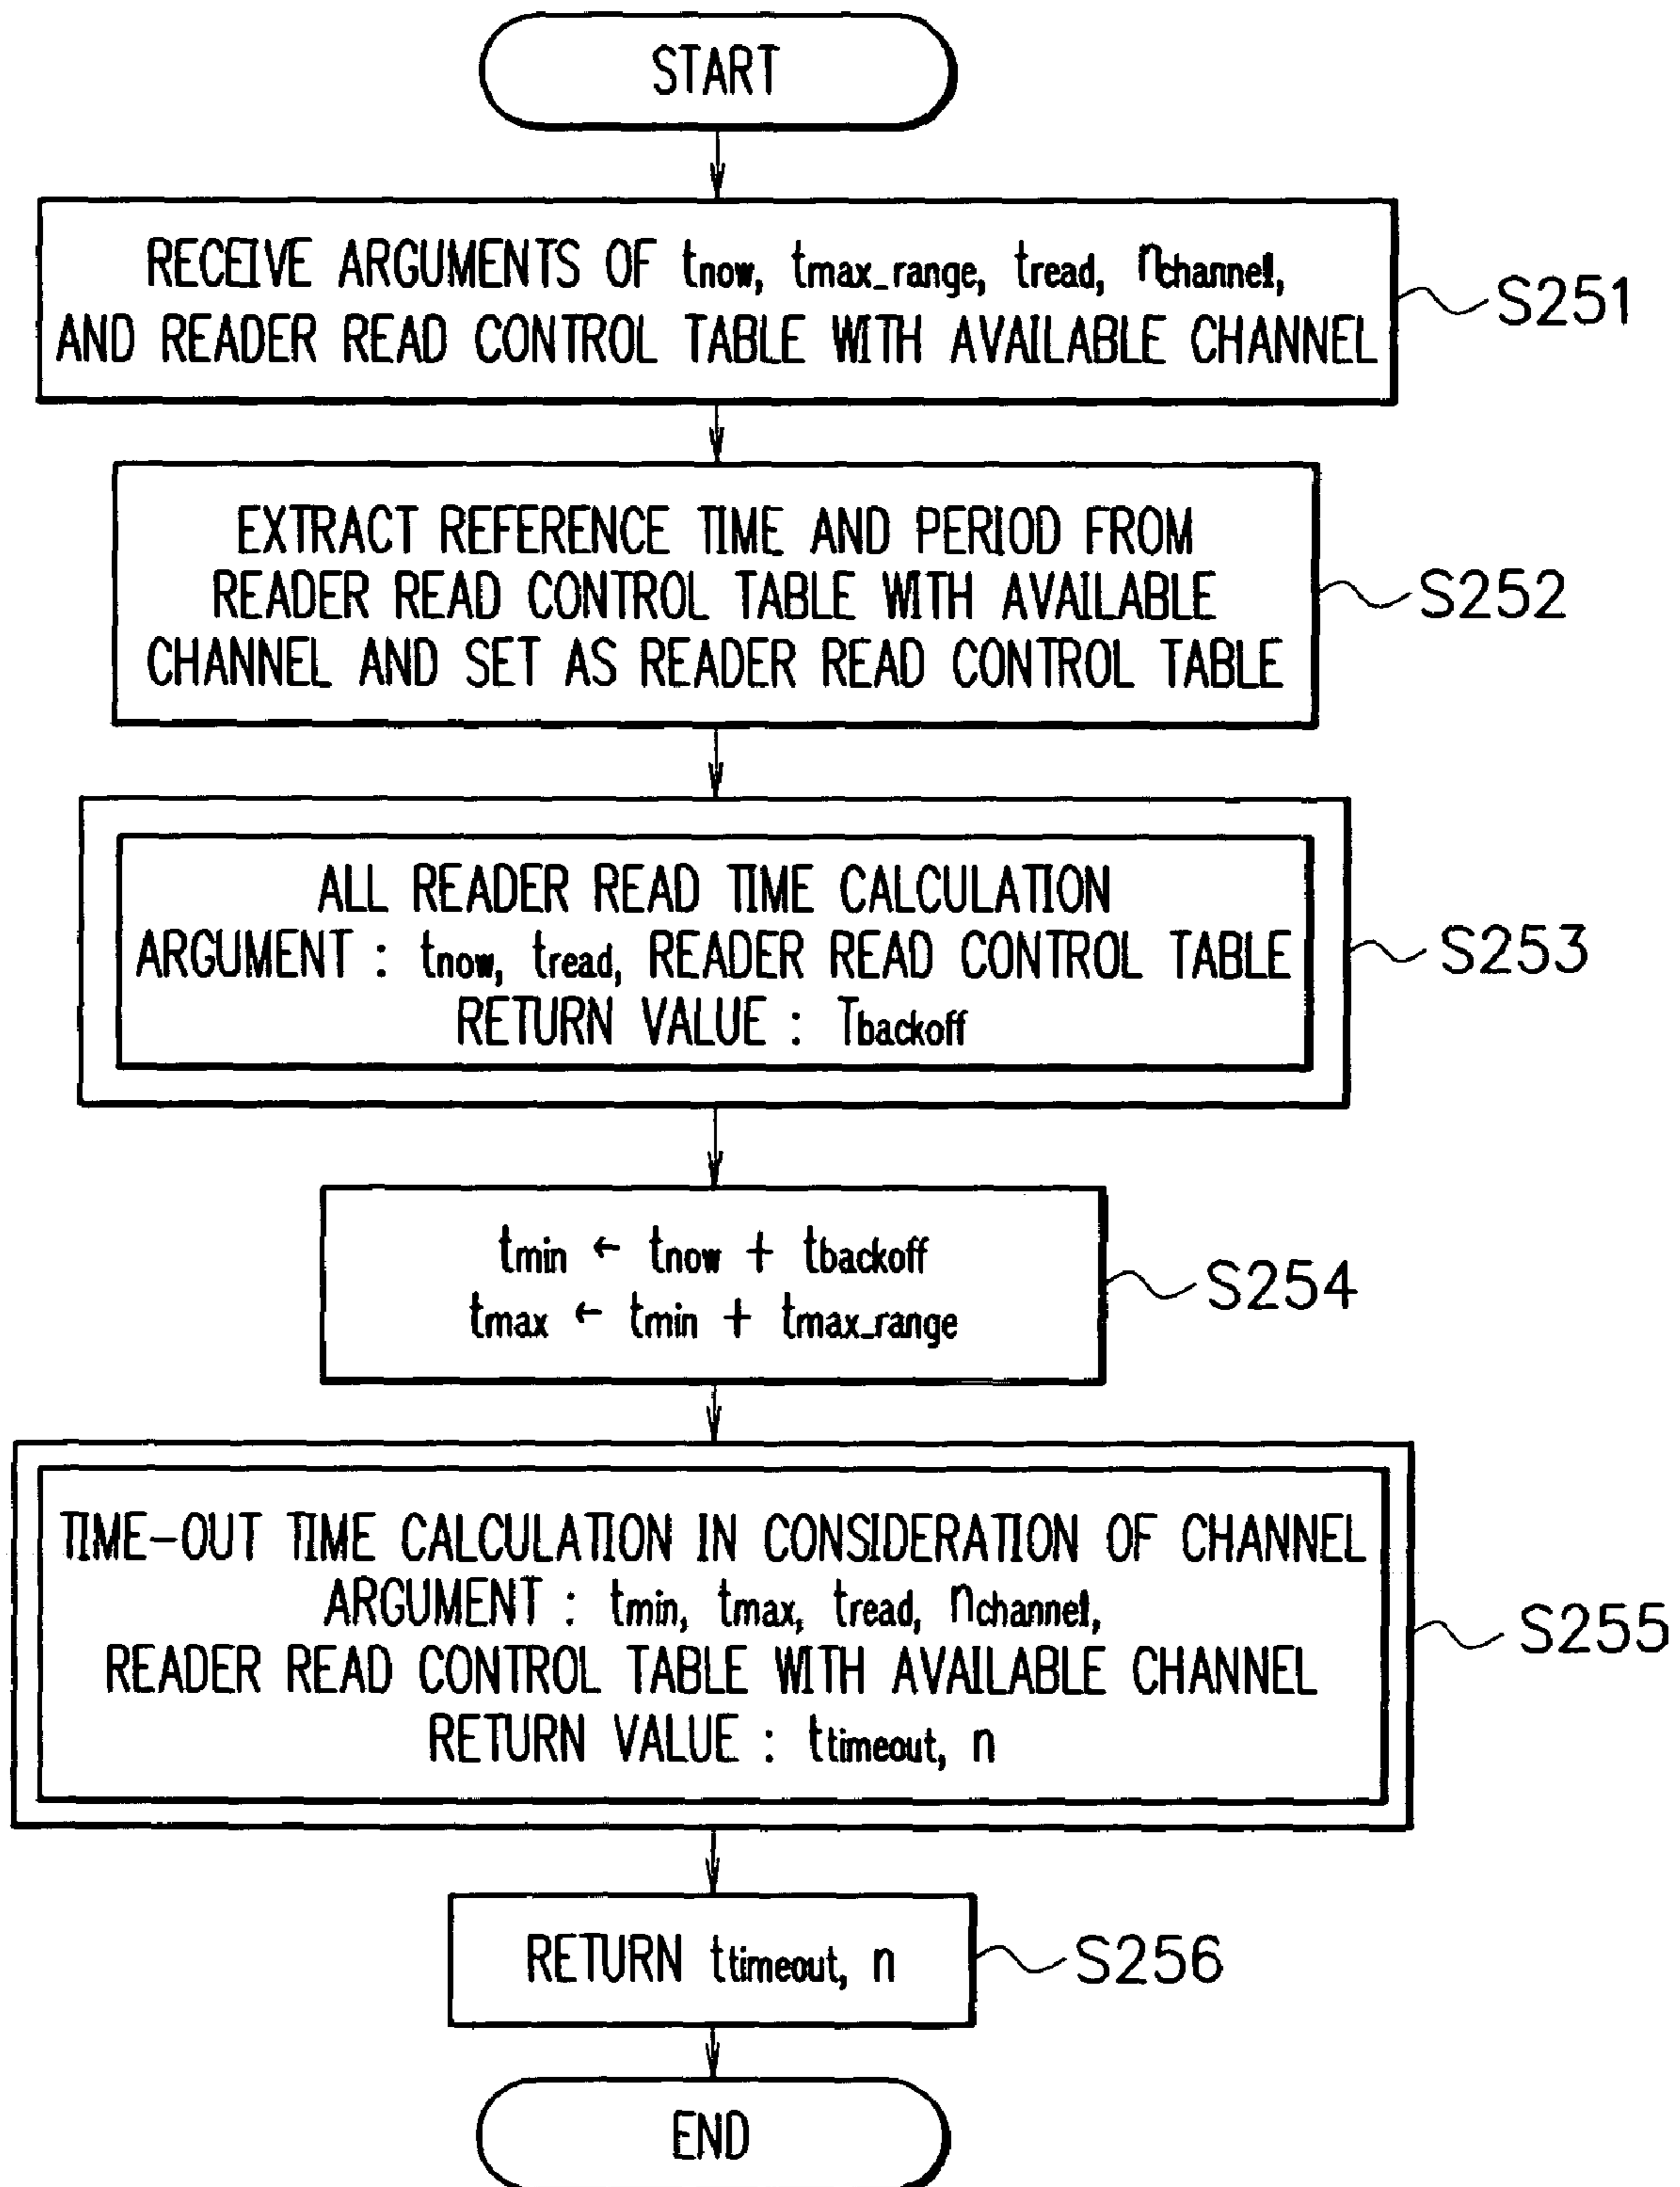 START
RECEIVE ARGUMENTS OF tnow, tmax_range, tread, nchannel,
AND READER READ CONTROL TABLE WITH AVAILABLE CHANNEL
S251
EXTRACT REFERENCE TIME AND PERIOD FROM
READER READ CONTROL TABLE WITH AVAILABLE
CHANNEL AND SET AS READER READ CONTROL TABLE
S252
ALL READER READ TIME CALCULATION
ARGUMENT : tnow, tread, READER READ CONTROL TABLE
RETURN VALUE : Tbackoff
S253
tmin ← tnow + tbackoff
tmax ← tmin + tmax_range
S254
TIME-OUT TIME CALCULATION IN CONSIDERATION OF CHANNEL
ARGUMENT : tmin, tmax, tread, nchannel,
READER READ CONTROL TABLE WITH AVAILABLE CHANNEL
RETURN VALUE : ttimeout, n
S255
RETURN ttimeout, n
S256
END